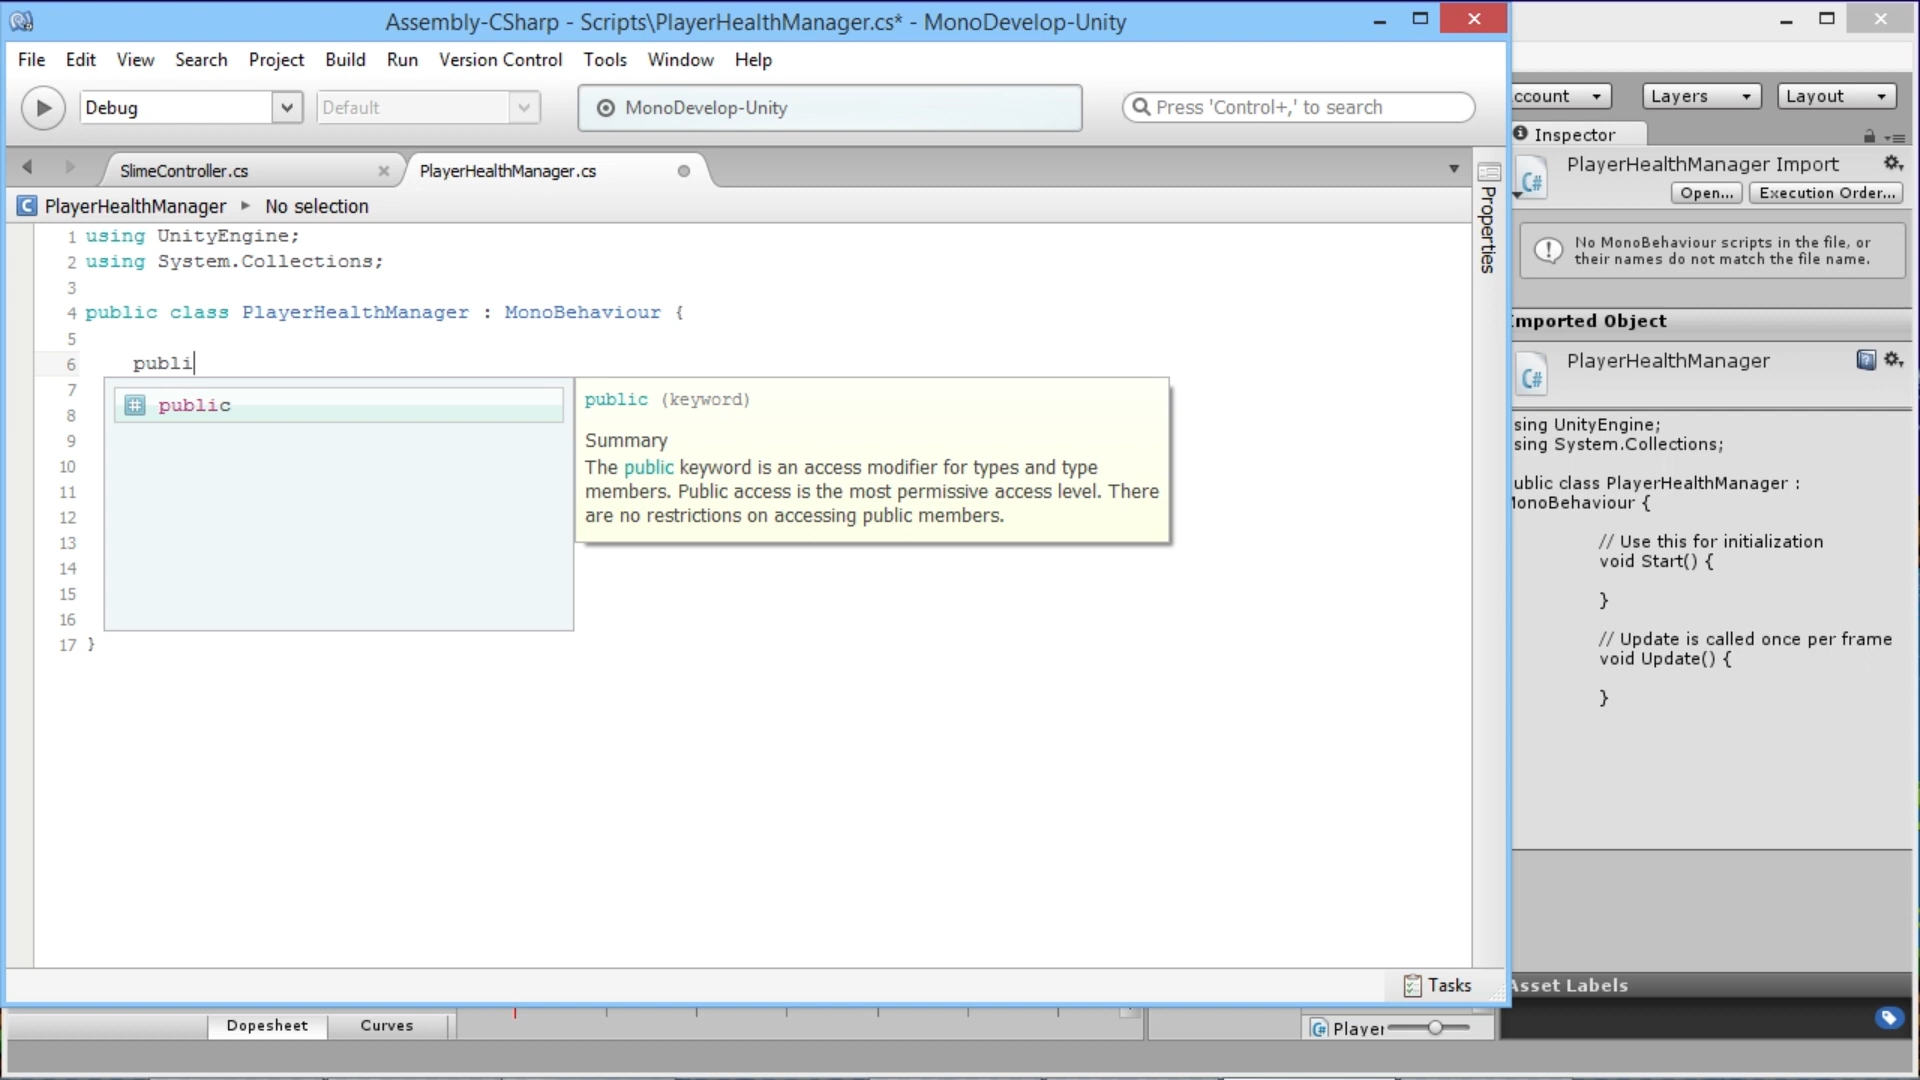 Assembly-CSharp - Scripts\PlayerHealthManager.cs* - MonoDevelop-Unity
File Edit View Search Project Build Run Version Control Tools Window Help
Debug
Default
MonoDevelop-Unity
Press 'Control+,' to search
SlimeController.cs
PlayerHealthManager.cs
PlayerHealthManager
No selection
1 using UnityEngine;
2 using System.Collections;
3
4 public class PlayerHealthManager : MonoBehaviour {
5
6 publi
7
8
9
10
11
12
13
14
15
16
17 }
public
public (keyword)
Summary
The public keyword is an access modifier for types and type
members. Public access is the most permissive access level. There
are no restrictions on accessing public members.
Properties
Tasks
ccount
Layers
Layout
Inspector
PlayerHealthManager Import
Open...
Execution Order...
No MonoBehaviour scripts in the file, or
their names do not match the file name.
Imported Object
PlayerHealthManager
sing UnityEngine;
sing System.Collections;
ublic class PlayerHealthManager :
MonoBehaviour {
// Use this for initialization
void Start() {
}
// Update is called once per frame
void Update() {
}
Asset Labels
Dopesheet
Curves
Player